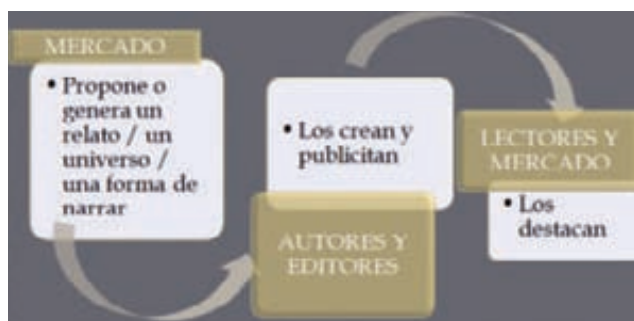 MERCADO
• Propone o
genera un
relato / un
universo /
una forma de
narrar
• Los crean y
publicitan
AUTORES Y
EDITORES
LECTORES Y
MERCADO
• Los
destacan